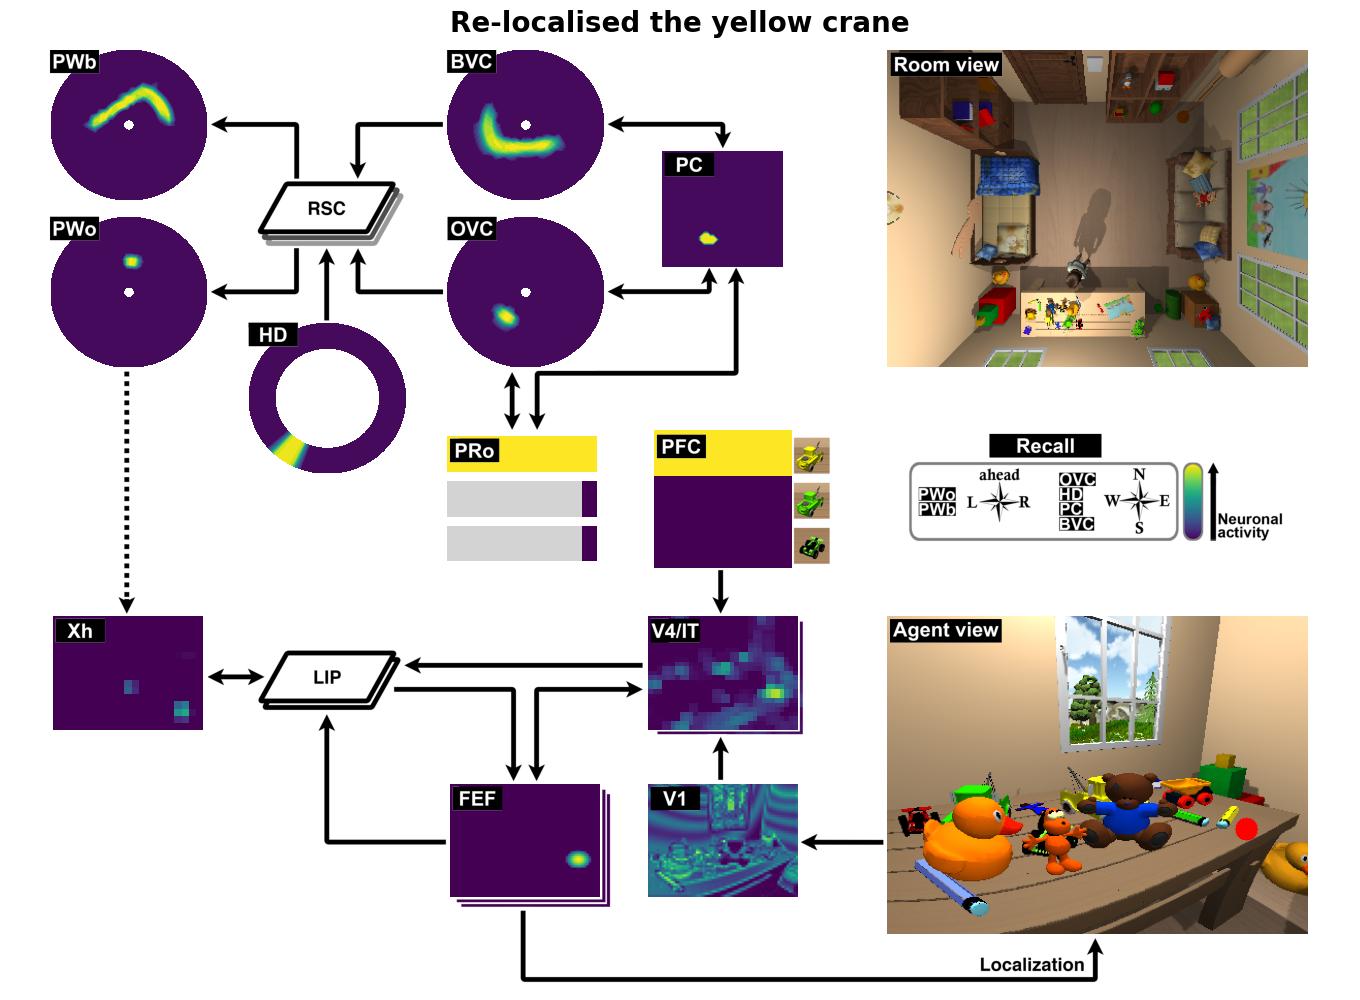 Re-localised the yellow crane
PWb
BVC
Room view
PC
RSC
PWo
OVC
HD
PRo
PFC
Recall
ahead
PWo
PWb
L
R
OVC
HD
PC
BVC
N
W
E
S
Neuronal
activity
Xh
V4/IT
Agent view
LIP
FEF
V1
Localization